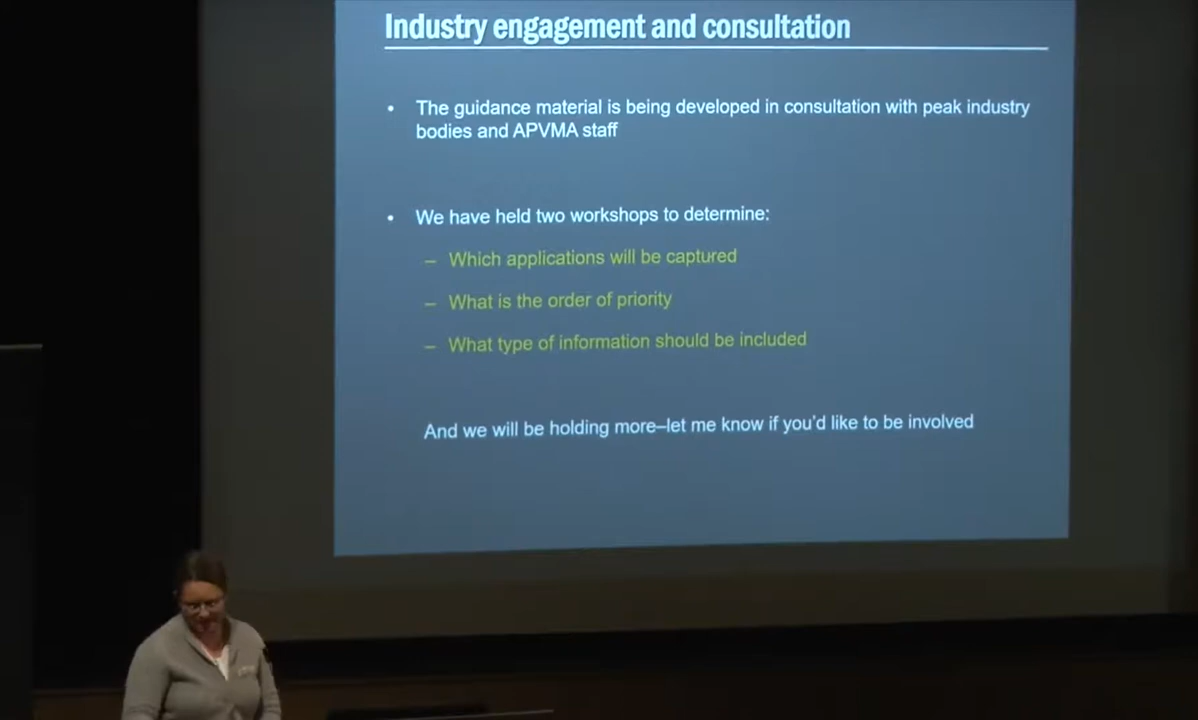 Industry engagement and consultation
• The guidance material is being developed in consultation with peak industry
bodies and APVMA staff
• We have held two workshops to determine:
– Which applications will be captured
– What is the order of priority
– What type of information should be included
And we will be holding more–let me know if you'd like to be involved